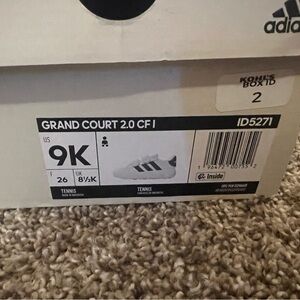 adidas
KOHL'S
BOX ID
2
GRAND COURT 2.0 CF I
ID5271
US
9K
F
UK
26
8½K
TENNIS
TENNIS
Inside